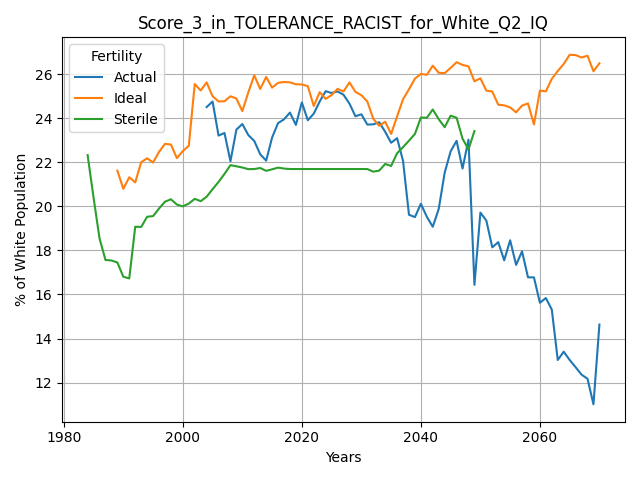 Score_3_in_TOLERANCE_RACIST_for_White_Q2_IQ
Fertility
Actual
Ideal
Sterile
% of White Population
26
24
22
20
18
16
14
12
1980
2000
2020
2040
2060
Years